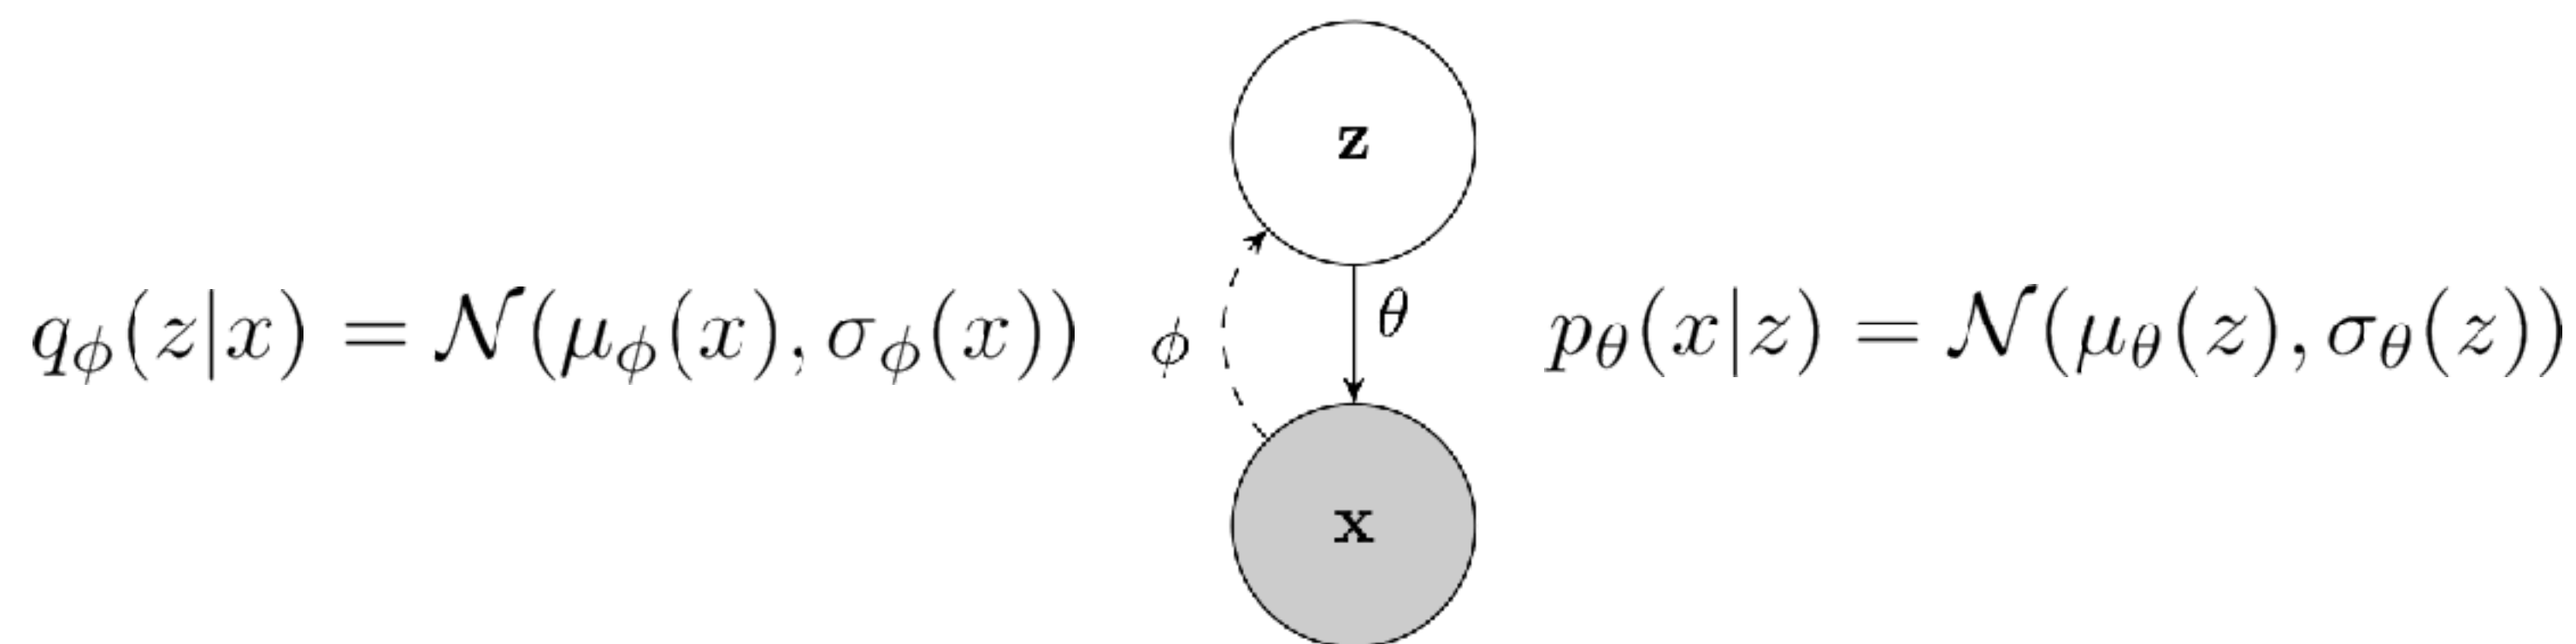 z
q_ϕ(z|x) = 𝒩(μ_ϕ(x), σ_ϕ(x))
ϕ
θ
p_θ(x|z) = 𝒩(μ_θ(z), σ_θ(z))
x